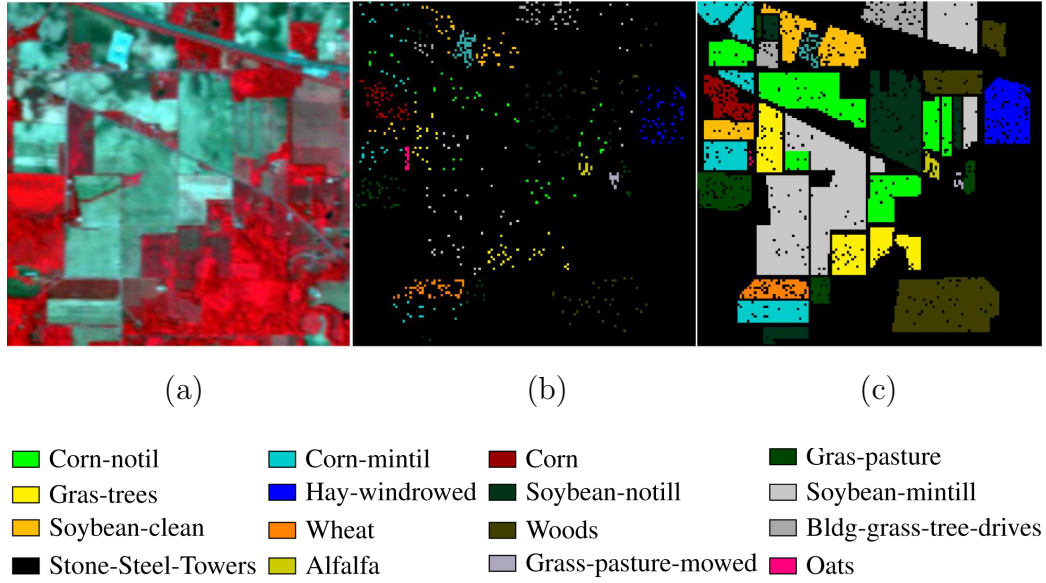 (a) (b) (c)
Corn-notil Corn-mintil Corn Gras-pasture
Gras-trees Hay-windrowed Soybean-notill Soybean-mintill
Soybean-clean Wheat Woods Bldg-grass-tree-drives
Stone-Steel-Towers Alfalfa Grass-pasture-mowed Oats